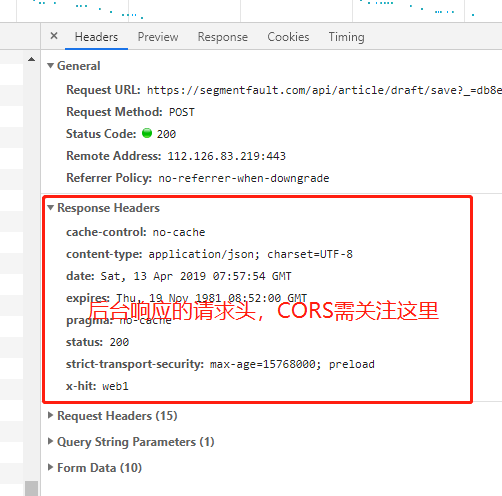 × Headers Preview Response Cookies Timing
General
Request URL: https://segmentfault.com/api/article/draft/save?_=db8e
Request Method: POST
Status Code: 200
Remote Address: 112.126.83.219:443
Referrer Policy: no-referrer-when-downgrade
Response Headers
cache-control: no-cache
content-type: application/json; charset=UTF-8
date: Sat, 13 Apr 2019 07:57:54 GMT
expires: Thu, 19 Nov 1981 08:52:00 GMT
后台响应的请求头，CORS需关注这里
pragma: no-cache
status: 200
strict-transport-security: max-age=15768000; preload
x-hit: web1
Request Headers (15)
Query String Parameters (1)
Form Data (10)